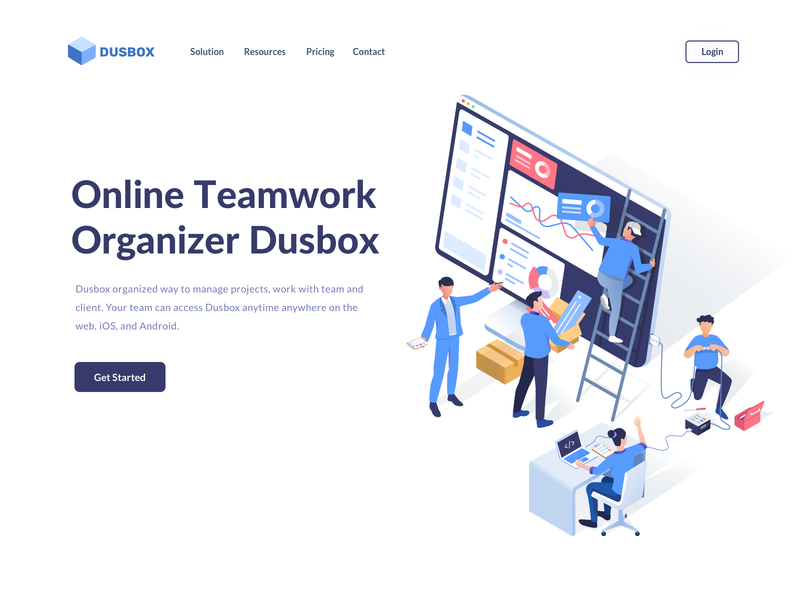 DUSBOX
Solution Resources Pricing Contact
Login
Online Teamwork
Organizer Dusbox
Dusbox organized way to manage projects, work with team and
client. Your team can access Dusbox anytime anywhere on the
web, iOS, and Android.
Get Started
</>